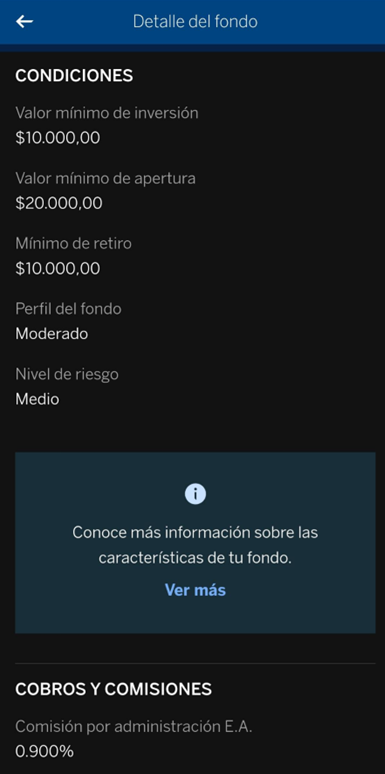 Detalle del fondo
CONDICIONES
Valor mínimo de inversión
$10.000,00
Valor mínimo de apertura
$20.000,00
Mínimo de retiro
$10.000,00
Perfil del fondo
Moderado
Nivel de riesgo
Medio
Conoce más información sobre las
características de tu fondo.
Ver más
COBROS Y COMISIONES
Comisión por administración E.A.
0.900%